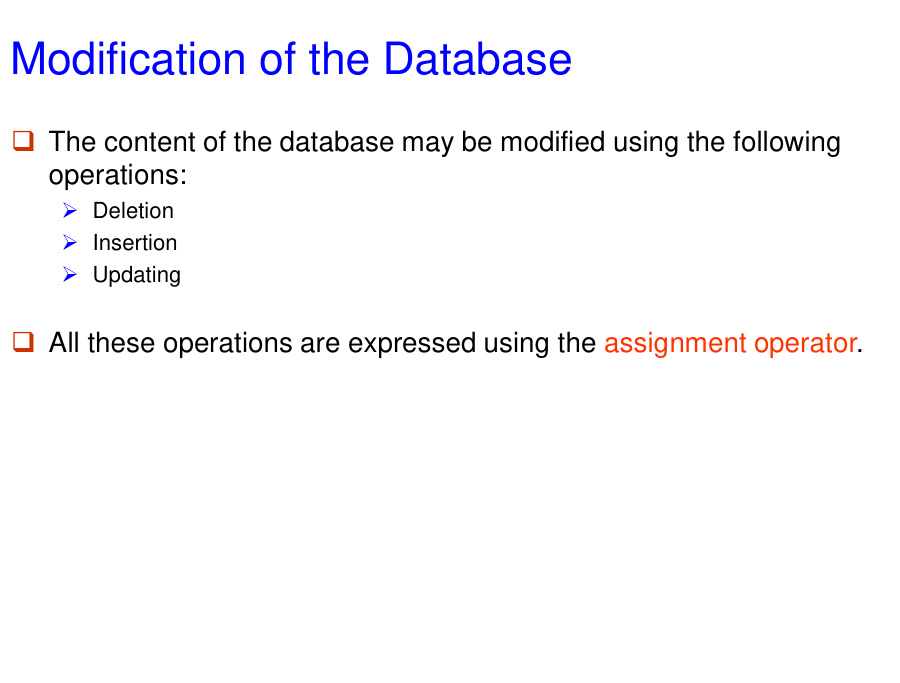 Modification of the Database
❑ The content of the database may be modified using the following
operations:
➢ Deletion
➢ Insertion
➢ Updating
❑ All these operations are expressed using the assignment operator.